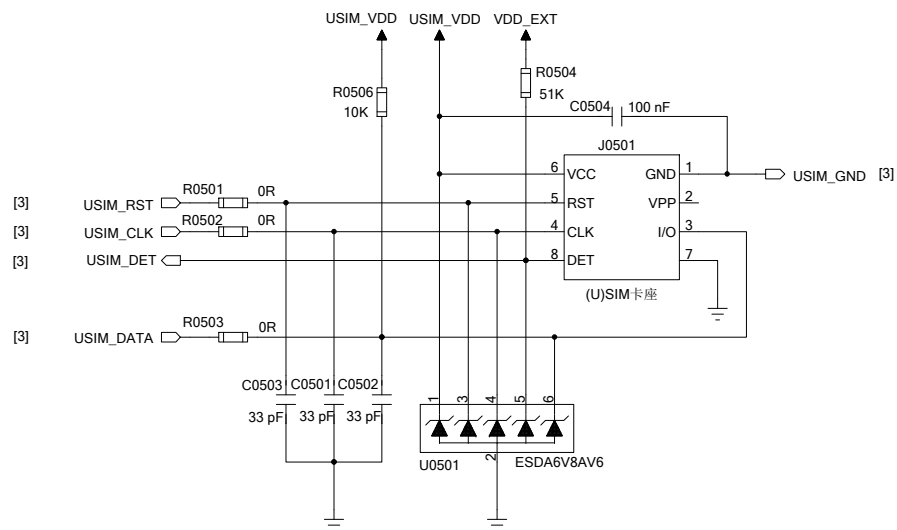 USIM_VDD USIM_VDD VDD_EXT
R0504
51K
R0506
10K
C0504 100 nF
J0501
6 VCC GND 1
USIM_GND [3]
R0501 0R
[3] USIM_RST
5 RST VPP 2
R0502 0R
[3] USIM_CLK
4 CLK I/O 3
[3] USIM_DET
8 DET 7
(U)SIM卡座
R0503 0R
[3] USIM_DATA
C0503 C0501 C0502
33 pF 33 pF 33 pF
1 3 4 5 6
2
U0501 ESDA6V8AV6